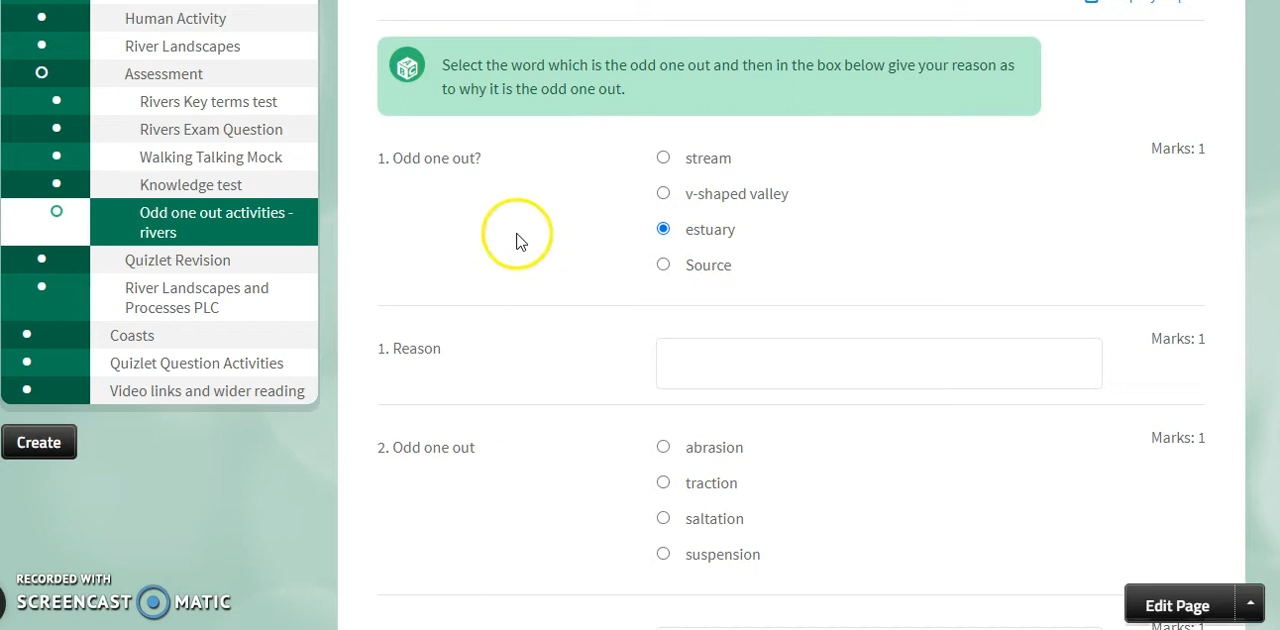 Human Activity
River Landscapes
Assessment
Rivers Key terms test
Rivers Exam Question
Walking Talking Mock
Knowledge test
Odd one out activities -
rivers
Quizlet Revision
River Landscapes and
Processes PLC
Coasts
Quizlet Question Activities
Video links and wider reading
Create
RECORDED WITH
SCREENCAST MATIC
Select the word which is the odd one out and then in the box below give your reason as
to why it is the odd one out.
1. Odd one out?
stream
Marks: 1
v-shaped valley
estuary
Source
1. Reason
Marks: 1
2. Odd one out
abrasion
Marks: 1
traction
saltation
suspension
Edit Page
Marks: 1